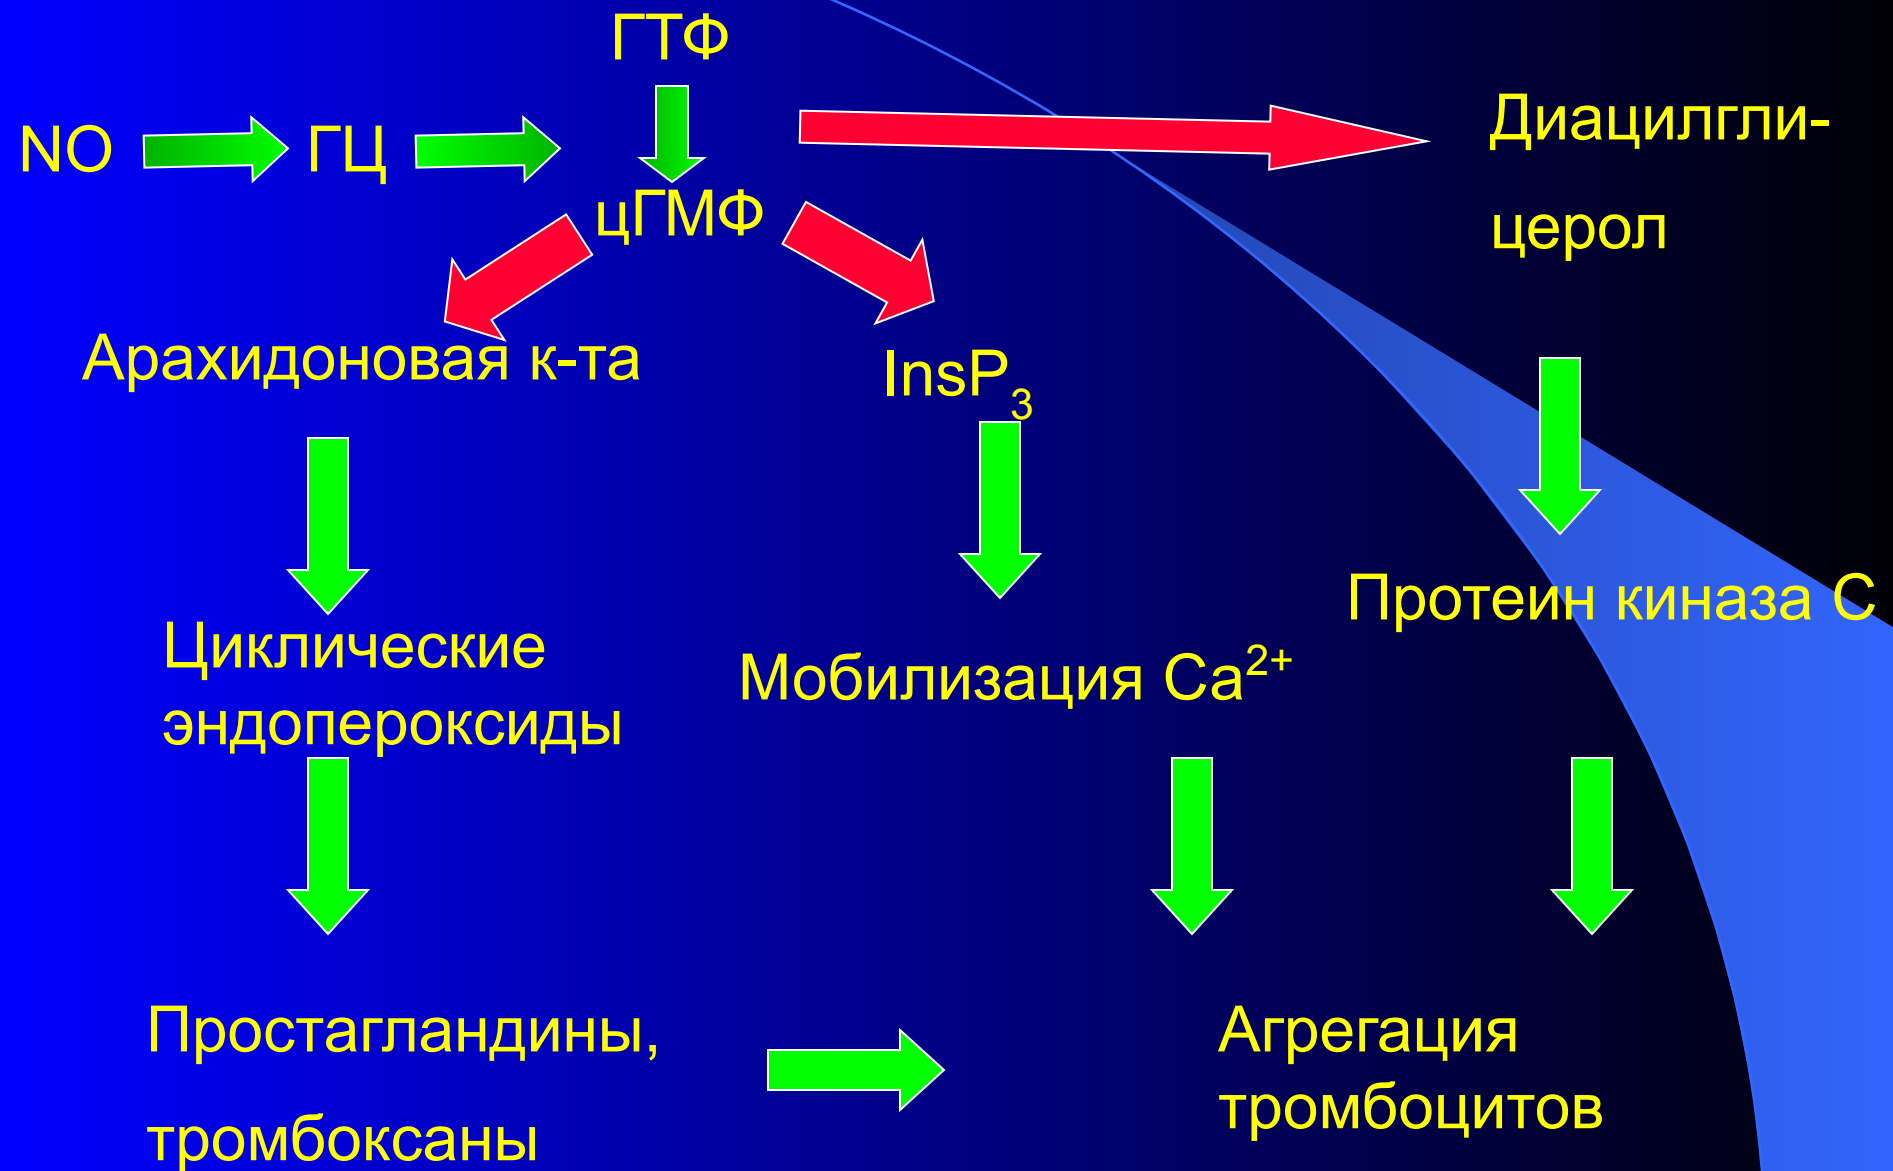 ГТФ
NO
ГЦ
цГМФ
Диацилгли-
церол
Арахидоновая к-та
InsP3
Циклические
эндопероксиды
Мобилизация Ca2+
Протеин киназа С
Простагландины,
тромбоксаны
Агрегация
тромбоцитов